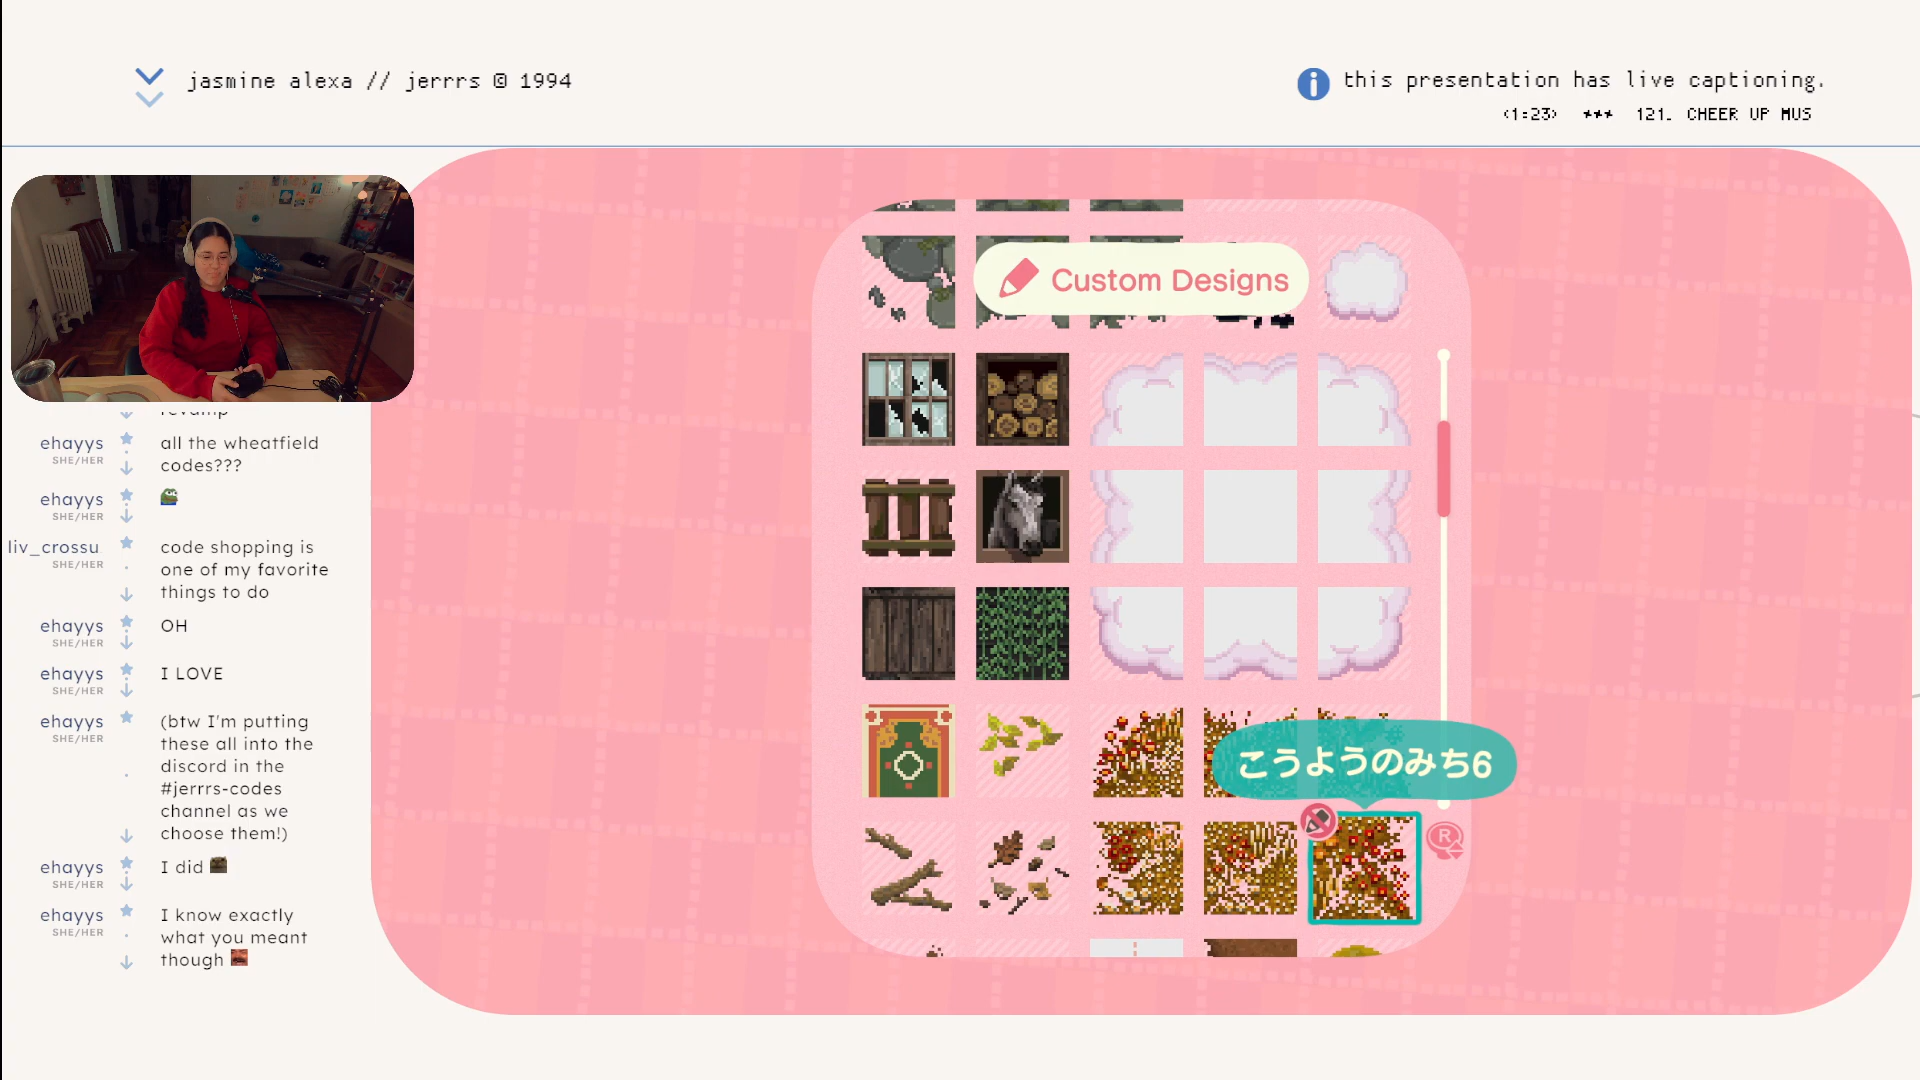 jasmine alexa // jerrrs © 1994
this presentation has live captioning.
<1:23> *** 121. CHEER UP MUS
Custom Designs
こうようのみち6
R
revamp
ehayys
SHE/HER
all the wheatfield
codes???
ehayys
SHE/HER
liv_crossu
SHE/HER
code shopping is
one of my favorite
things to do
ehayys
SHE/HER
OH
ehayys
SHE/HER
I LOVE
ehayys
SHE/HER
(btw I'm putting
these all into the
discord in the
#jerrrs-codes
channel as we
choose them!)
ehayys
SHE/HER
I did
ehayys
SHE/HER
I know exactly
what you meant
though